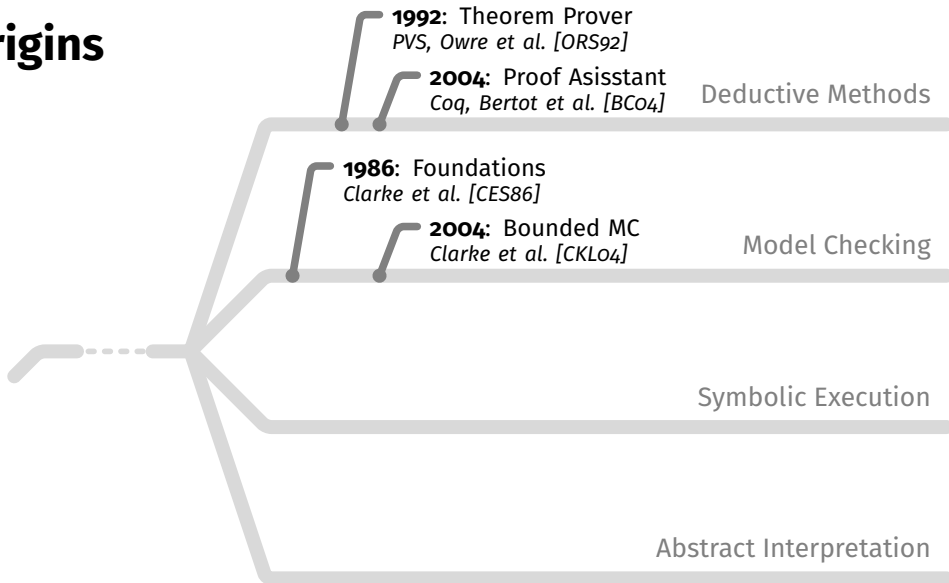 rigins
1992: Theorem Prover
PVS, Owre et al. [ORS92]
2004: Proof Asisstant
Coq, Bertot et al. [BC04]
Deductive Methods
1986: Foundations
Clarke et al. [CES86]
2004: Bounded MC
Clarke et al. [CKL04]
Model Checking
Symbolic Execution
Abstract Interpretation